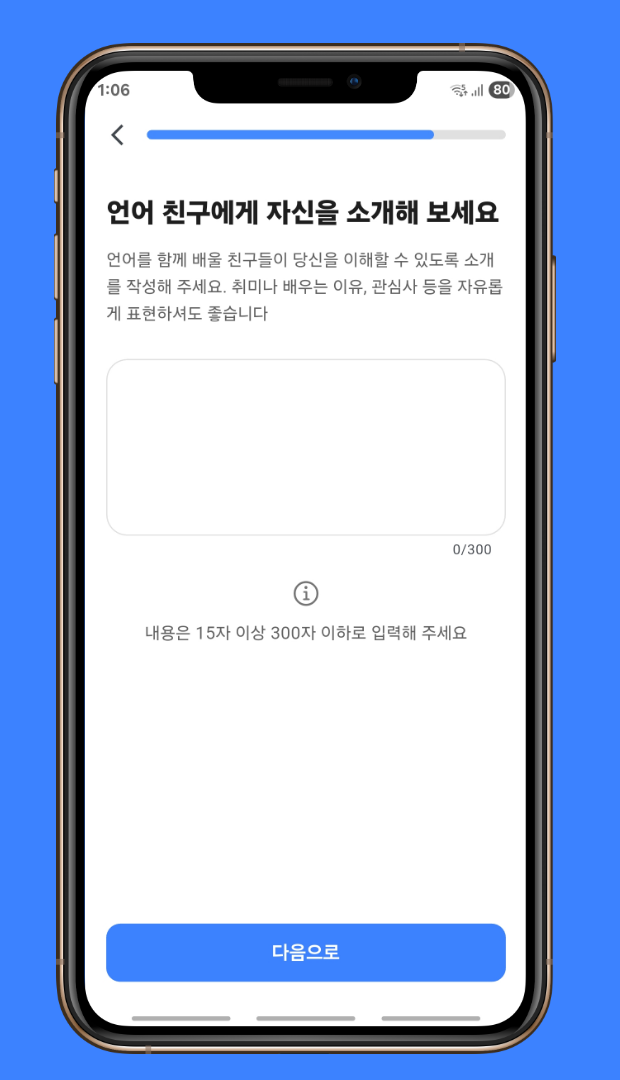 1:06
80
언어 친구에게 자신을 소개해 보세요
언어를 함께 배울 친구들이 당신을 이해할 수 있도록 소개
를 작성해 주세요. 취미나 배우는 이유, 관심사 등을 자유롭
게 표현하셔도 좋습니다
0/300
내용은 15자 이상 300자 이하로 입력해 주세요
다음으로